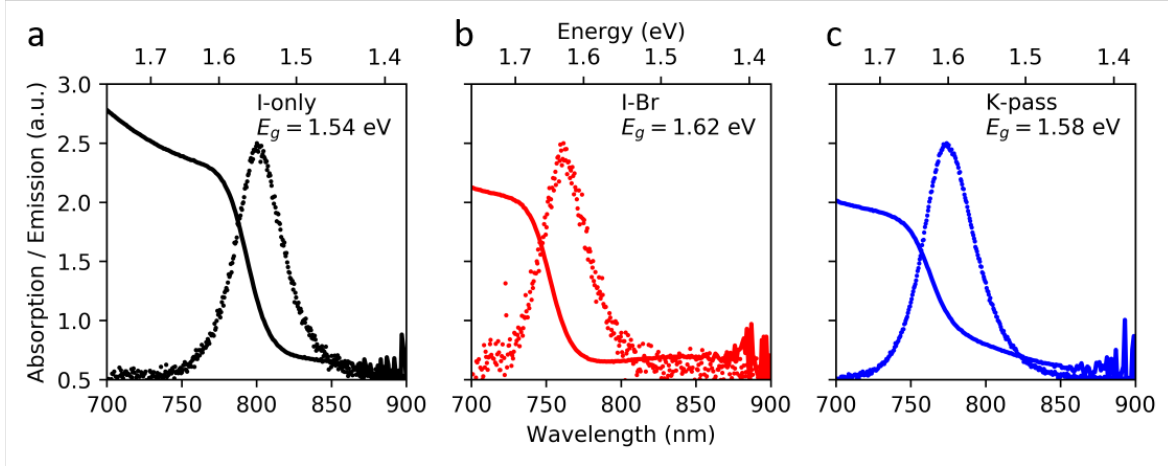 a
b
c
Energy (eV)
1.7 1.6 1.5 1.4
1.7 1.6 1.5 1.4
1.7 1.6 1.5 1.4
Absorption / Emission (a.u.)
3.0
2.5
2.0
1.5
1.0
0.5
I-only
E_g = 1.54 eV
I-Br
E_g = 1.62 eV
K-pass
E_g = 1.58 eV
700 750 800 850 900
700 750 800 850 900
700 750 800 850 900
Wavelength (nm)